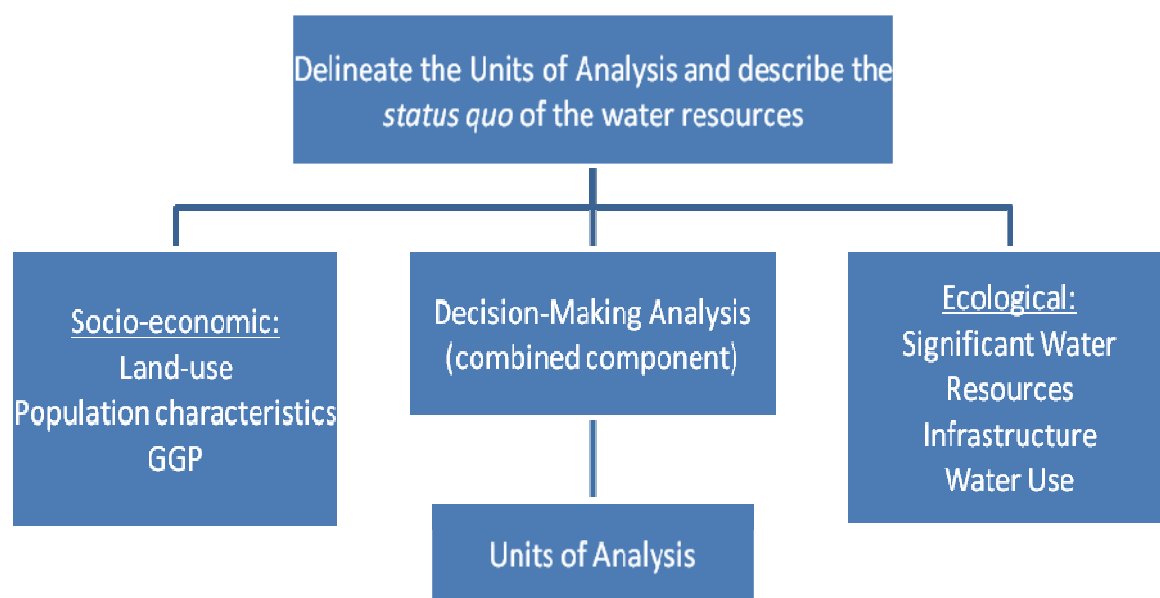 Delineate the Units of Analysis and describe the
status quo of the water resources
Socio-economic:
Land-use
Population characteristics
GGP
Decision-Making Analysis
(combined component)
Ecological:
Significant Water
Resources
Infrastructure
Water Use
Units of Analysis